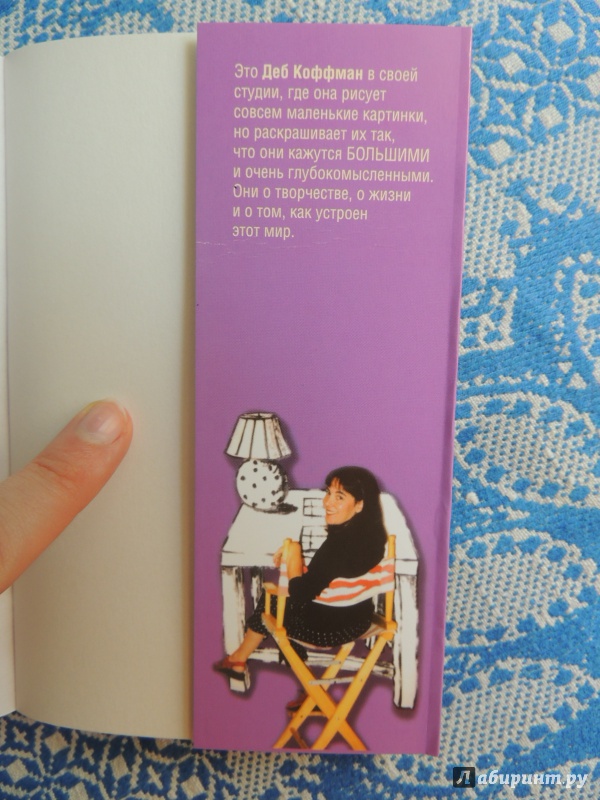 Это Деб Коффман в своей
студии, где она рисует
совсем маленькие картинки,
но раскрашивает их так,
что они кажутся БОЛЬШИМИ
и очень глубокомысленными.
Они о творчестве, о жизни
и о том, как устроен
этот мир.
Лабиринт.ру